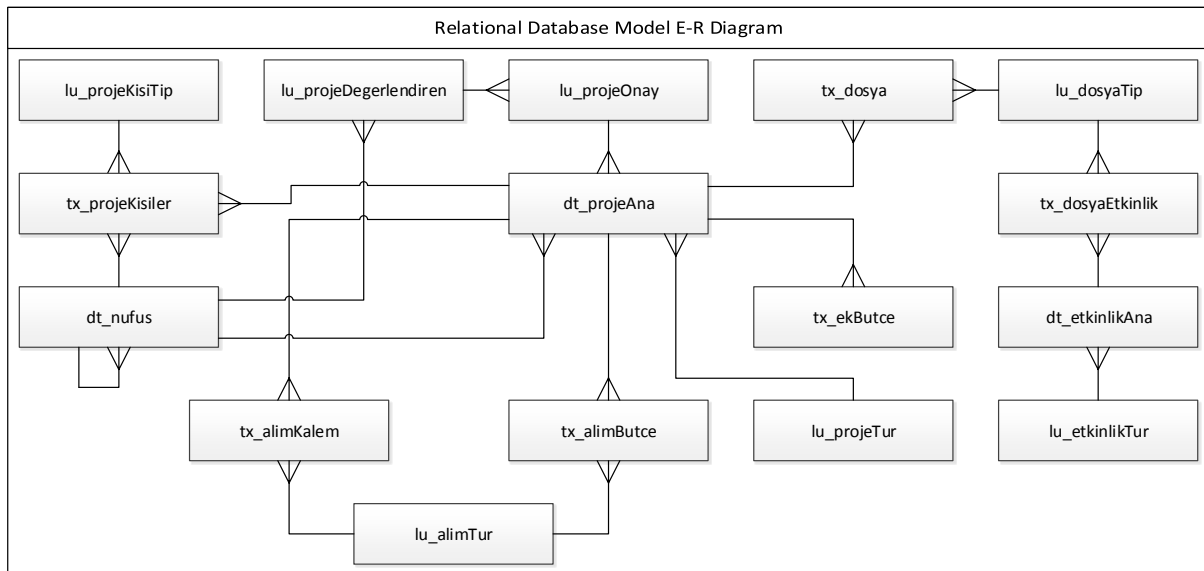 Relational Database Model E-R Diagram
lu_projeKisiTip
lu_projeDegerlendiren
lu_projeOnay
tx_dosya
lu_dosyaTip
tx_projeKisiler
dt_projeAna
tx_dosyaEtkinlik
dt_nufus
tx_ekButce
dt_etkinlikAna
tx_alimKalem
tx_alimButce
lu_projeTur
lu_etkinlikTur
lu_alimTur